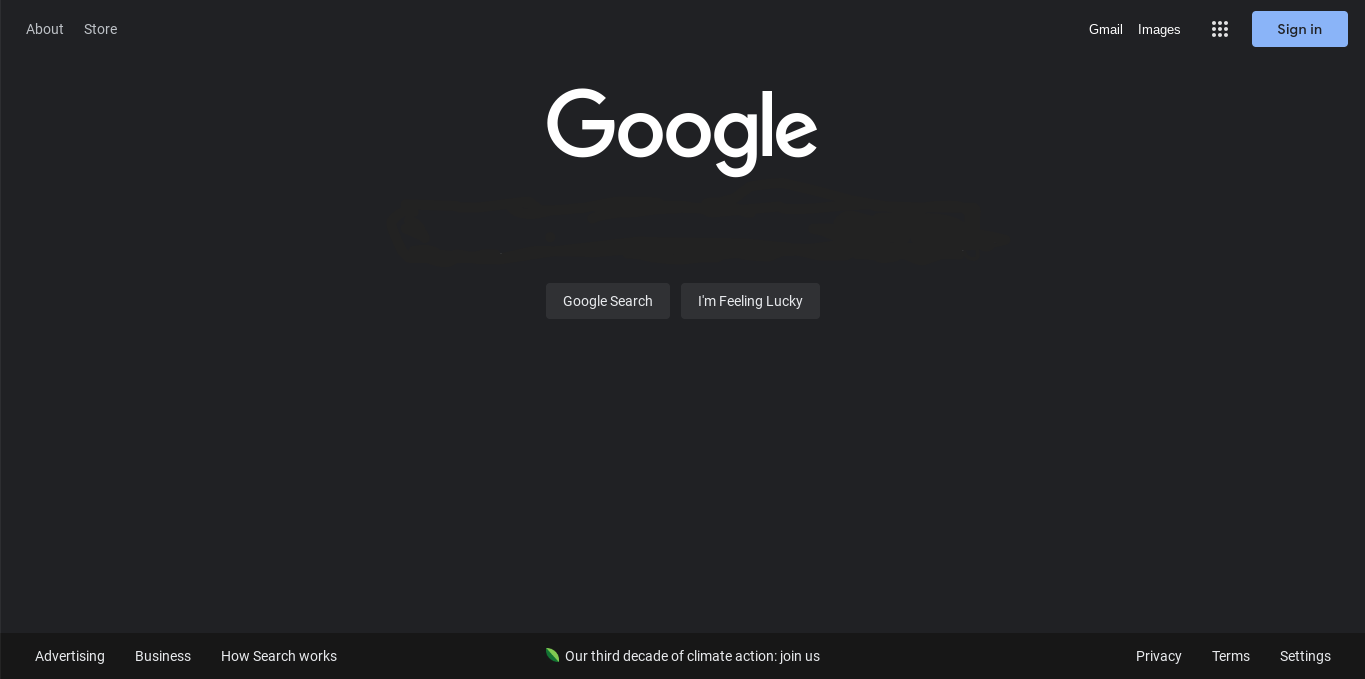 About Store Gmail Images Sign in
Google
Google Search I'm Feeling Lucky
Advertising Business How Search works Our third decade of climate action: join us Privacy Terms Settings